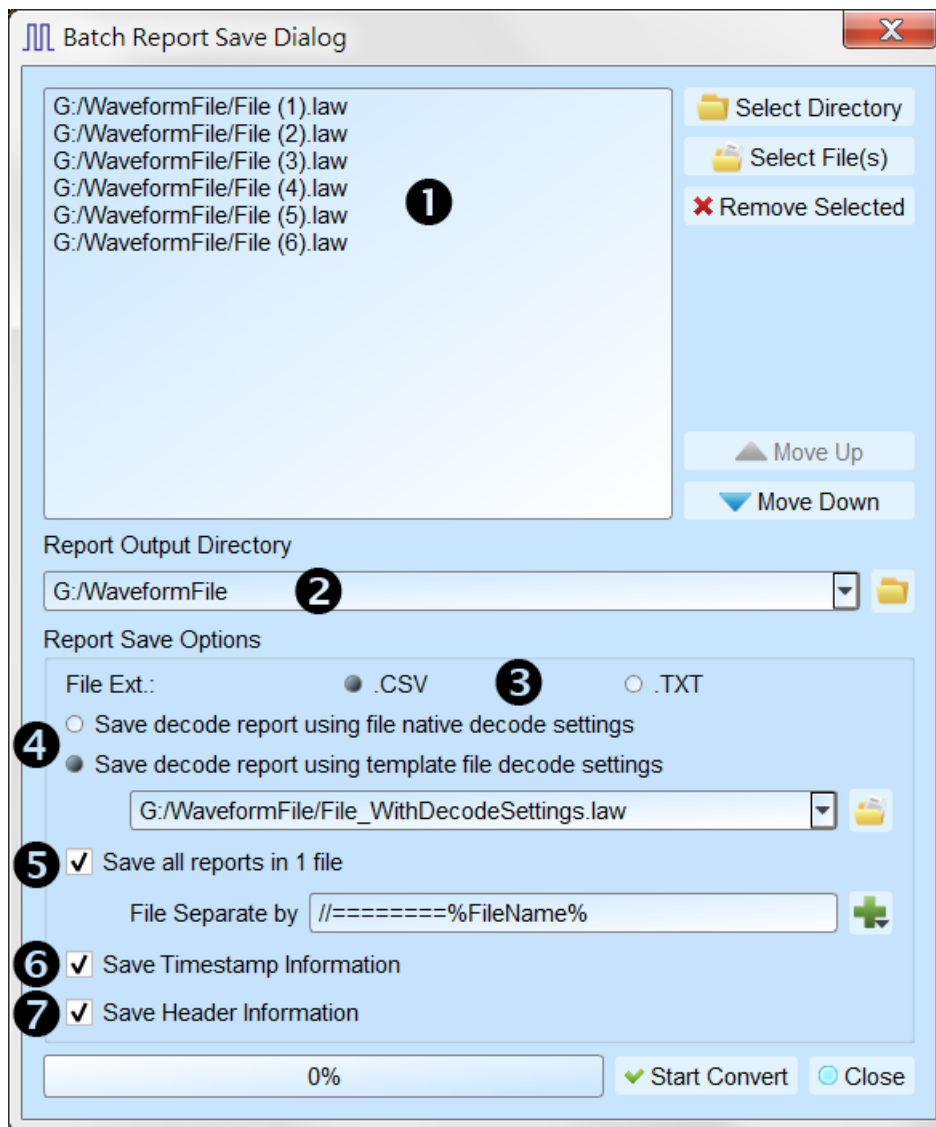 Batch Report Save Dialog
G:/WaveformFile/File (1).law
G:/WaveformFile/File (2).law
G:/WaveformFile/File (3).law
G:/WaveformFile/File (4).law
G:/WaveformFile/File (5).law
G:/WaveformFile/File (6).law
1
Select Directory
Select File(s)
Remove Selected
Move Up
Move Down
Report Output Directory
G:/WaveformFile 2
Report Save Options
File Ext.: .CSV 3 .TXT
4
Save decode report using file native decode settings
Save decode report using template file decode settings
G:/WaveformFile/File_WithDecodeSettings.law
5 Save all reports in 1 file
File Separate by //========%FileName%
6 Save Timestamp Information
7 Save Header Information
0% Start Convert Close